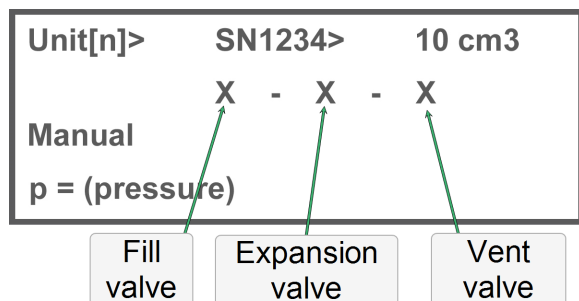 Unit[n]> SN1234> 10 cm3
X - X - X
Manual
p = (pressure)
Fill valve
Expansion valve
Vent valve